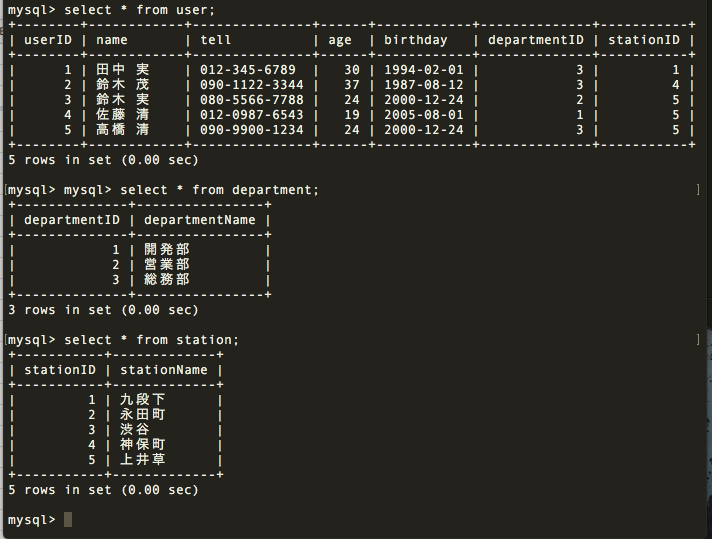 mysql> select * from user;
+--------+-----------+---------------+------+------------+--------------+-----------+
| userID | name      | tell          | age  | birthday   | departmentID | stationID |
+--------+-----------+---------------+------+------------+--------------+-----------+
|      1 | 田中 実   | 012-345-6789  |   30 | 1994-02-01 |            3 |         1 |
|      2 | 鈴木 茂   | 090-1122-3344 |   37 | 1987-08-12 |            3 |         4 |
|      3 | 鈴木 実   | 080-5566-7788 |   24 | 2000-12-24 |            2 |         5 |
|      4 | 佐藤 清   | 012-0987-6543 |   19 | 2005-08-01 |            1 |         5 |
|      5 | 高橋 清   | 090-9900-1234 |   24 | 2000-12-24 |            3 |         5 |
+--------+-----------+---------------+------+------------+--------------+-----------+
5 rows in set (0.00 sec)
[mysql> mysql> select * from department; ]
+--------------+----------------+
| departmentID | departmentName |
+--------------+----------------+
|            1 | 開発部         |
|            2 | 営業部         |
|            3 | 総務部         |
+--------------+----------------+
3 rows in set (0.00 sec)
[mysql> select * from station; ]
+-----------+-------------+
| stationID | stationName |
+-----------+-------------+
|         1 | 九段下      |
|         2 | 永田町      |
|         3 | 渋谷        |
|         4 | 神保町      |
|         5 | 上井草      |
+-----------+-------------+
5 rows in set (0.00 sec)
mysql>